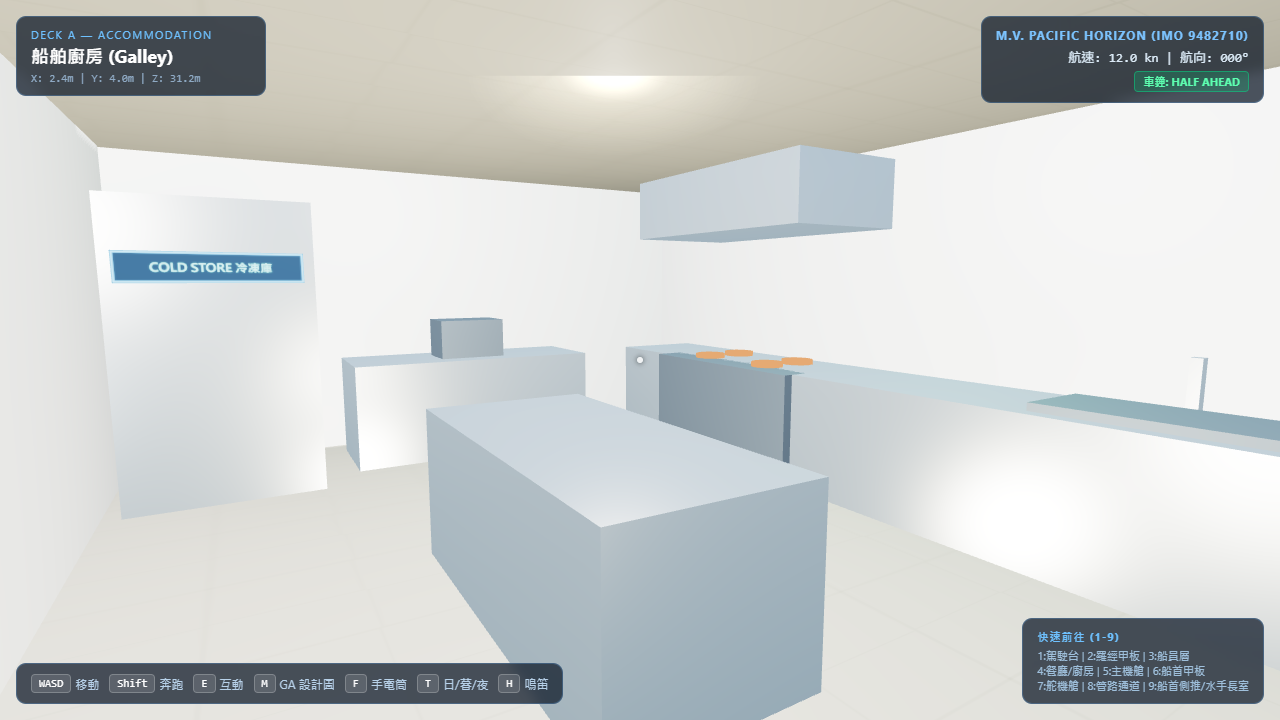 DECK A — ACCOMMODATION
船舶廚房 (Galley)
X: 2.4m | Y: 4.0m | Z: 31.2m
M.V. PACIFIC HORIZON (IMO 9482710)
航速: 12.0 kn | 航向: 000°
車鐘: HALF AHEAD
COLD STORE 冷凍庫
WASD 移動 Shift 奔跑 E 互動 M GA 設計圖 F 手電筒 T 日/暮/夜 H 鳴笛
快速前往 (1-9)
1:駕駛台 | 2:羅經甲板 | 3:船員層
4:餐廳/廚房 | 5:主機艙 | 6:船首甲板
7:舵機艙 | 8:管路通道 | 9:船首側推/水手長室